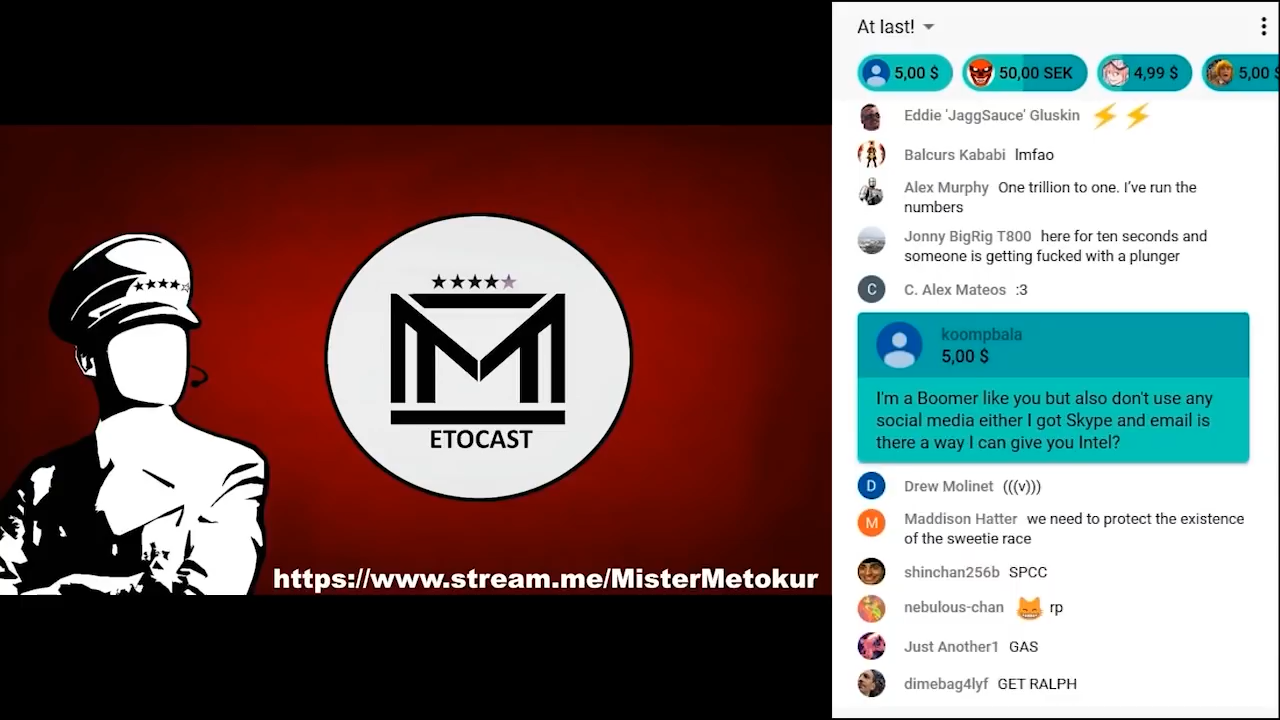 At last!
5,00 $
50,00 SEK
4,99 $
5,00 $
Eddie 'JaggSauce' Gluskin
Balcurs Kababi lmfao
Alex Murphy One trillion to one. I've run the
numbers
Jonny BigRig T800 here for ten seconds and
someone is getting fucked with a plunger
C C. Alex Mateos :3
koompbala
5,00 $
I'm a Boomer like you but also don't use any
social media either I got Skype and email is
there a way I can give you Intel?
D Drew Molinet (((v)))
M Maddison Hatter we need to protect the existence
of the sweetie race
shinchan256b SPCC
nebulous-chan rp
Just Another1 GAS
dimebag4lyf GET RALPH
M
ETOCAST
https://www.stream.me/MisterMetokur